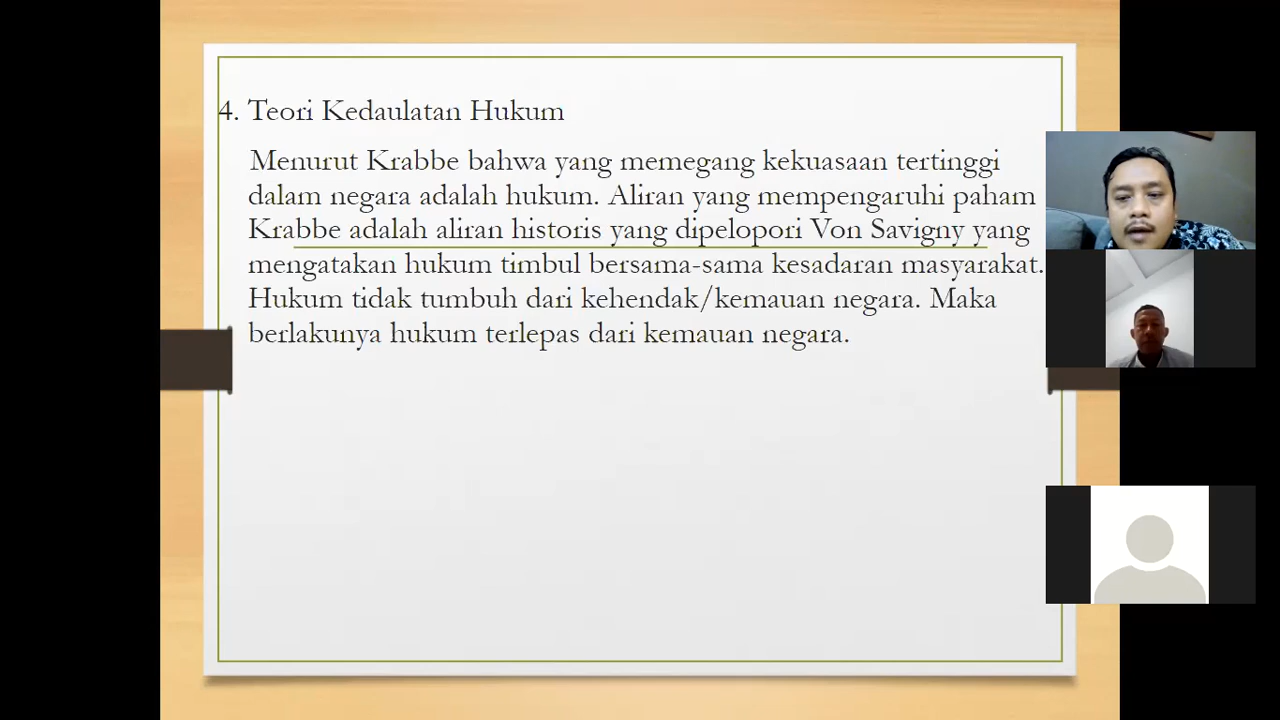 4. Teori Kedaulatan Hukum
Menurut Krabbe bahwa yang memegang kekuasaan tertinggi
dalam negara adalah hukum. Aliran yang mempengaruhi paham
Krabbe adalah aliran historis yang dipelopori Von Savigny yang
mengatakan hukum timbul bersama-sama kesadaran masyarakat.
Hukum tidak tumbuh dari kehendak/kemauan negara. Maka
berlakunya hukum terlepas dari kemauan negara.